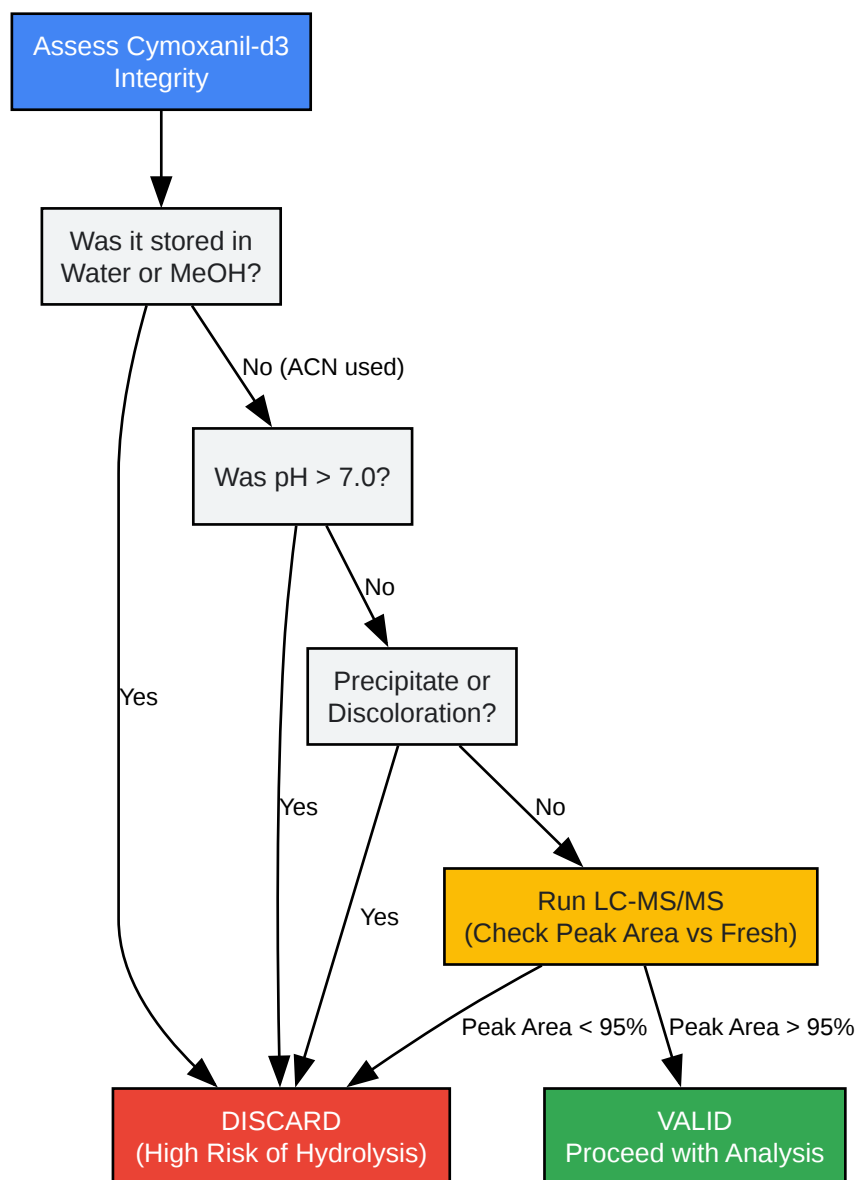 Assess Cymoxanil-d3
Integrity
Was it stored in
Water or MeOH?
No (ACN used)
Was pH > 7.0?
No
Precipitate or
Discoloration?
Yes
Yes
No
Run LC-MS/MS
(Check Peak Area vs Fresh)
Yes
Peak Area < 95%
Peak Area > 95%
DISCARD
(High Risk of Hydrolysis)
VALID
Proceed with Analysis